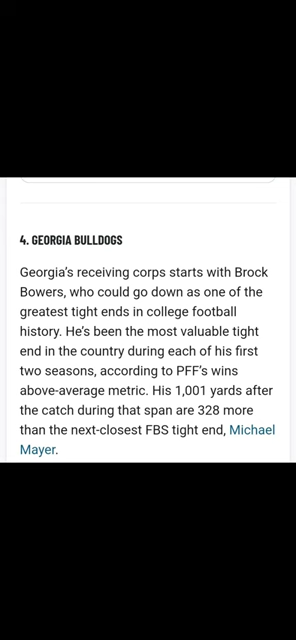 4. GEORGIA BULLDOGS
Georgia's receiving corps starts with Brock
Bowers, who could go down as one of the
greatest tight ends in college football
history. He's been the most valuable tight
end in the country during each of his first
two seasons, according to PFF's wins
above-average metric. His 1,001 yards after
the catch during that span are 328 more
than the next-closest FBS tight end, Michael
Mayer.